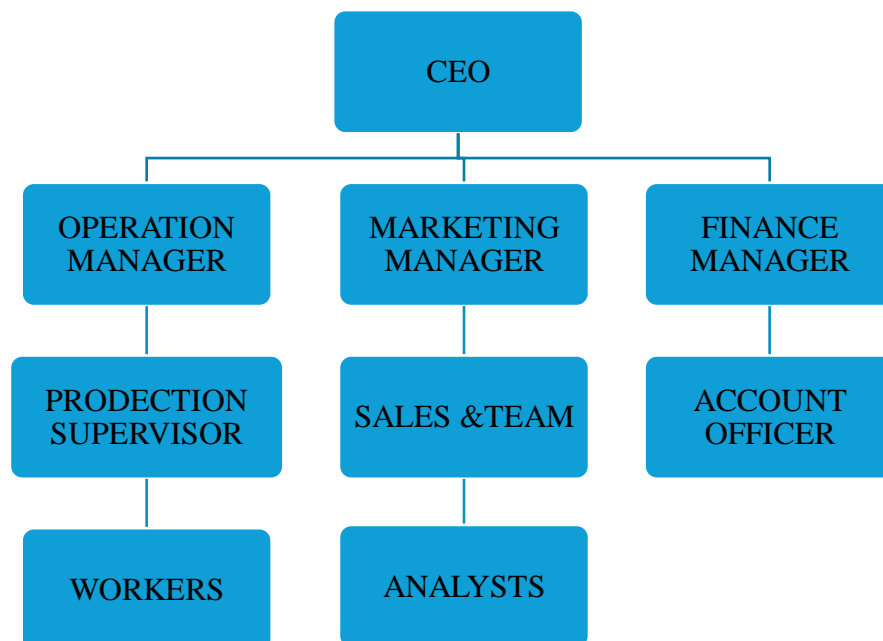 CEO
OPERATION
MANAGER
MARKETING
MANAGER
FINANCE
MANAGER
PRODECTION
SUPERVISOR
SALES &TEAM
ACCOUNT
OFFICER
WORKERS
ANALYSTS